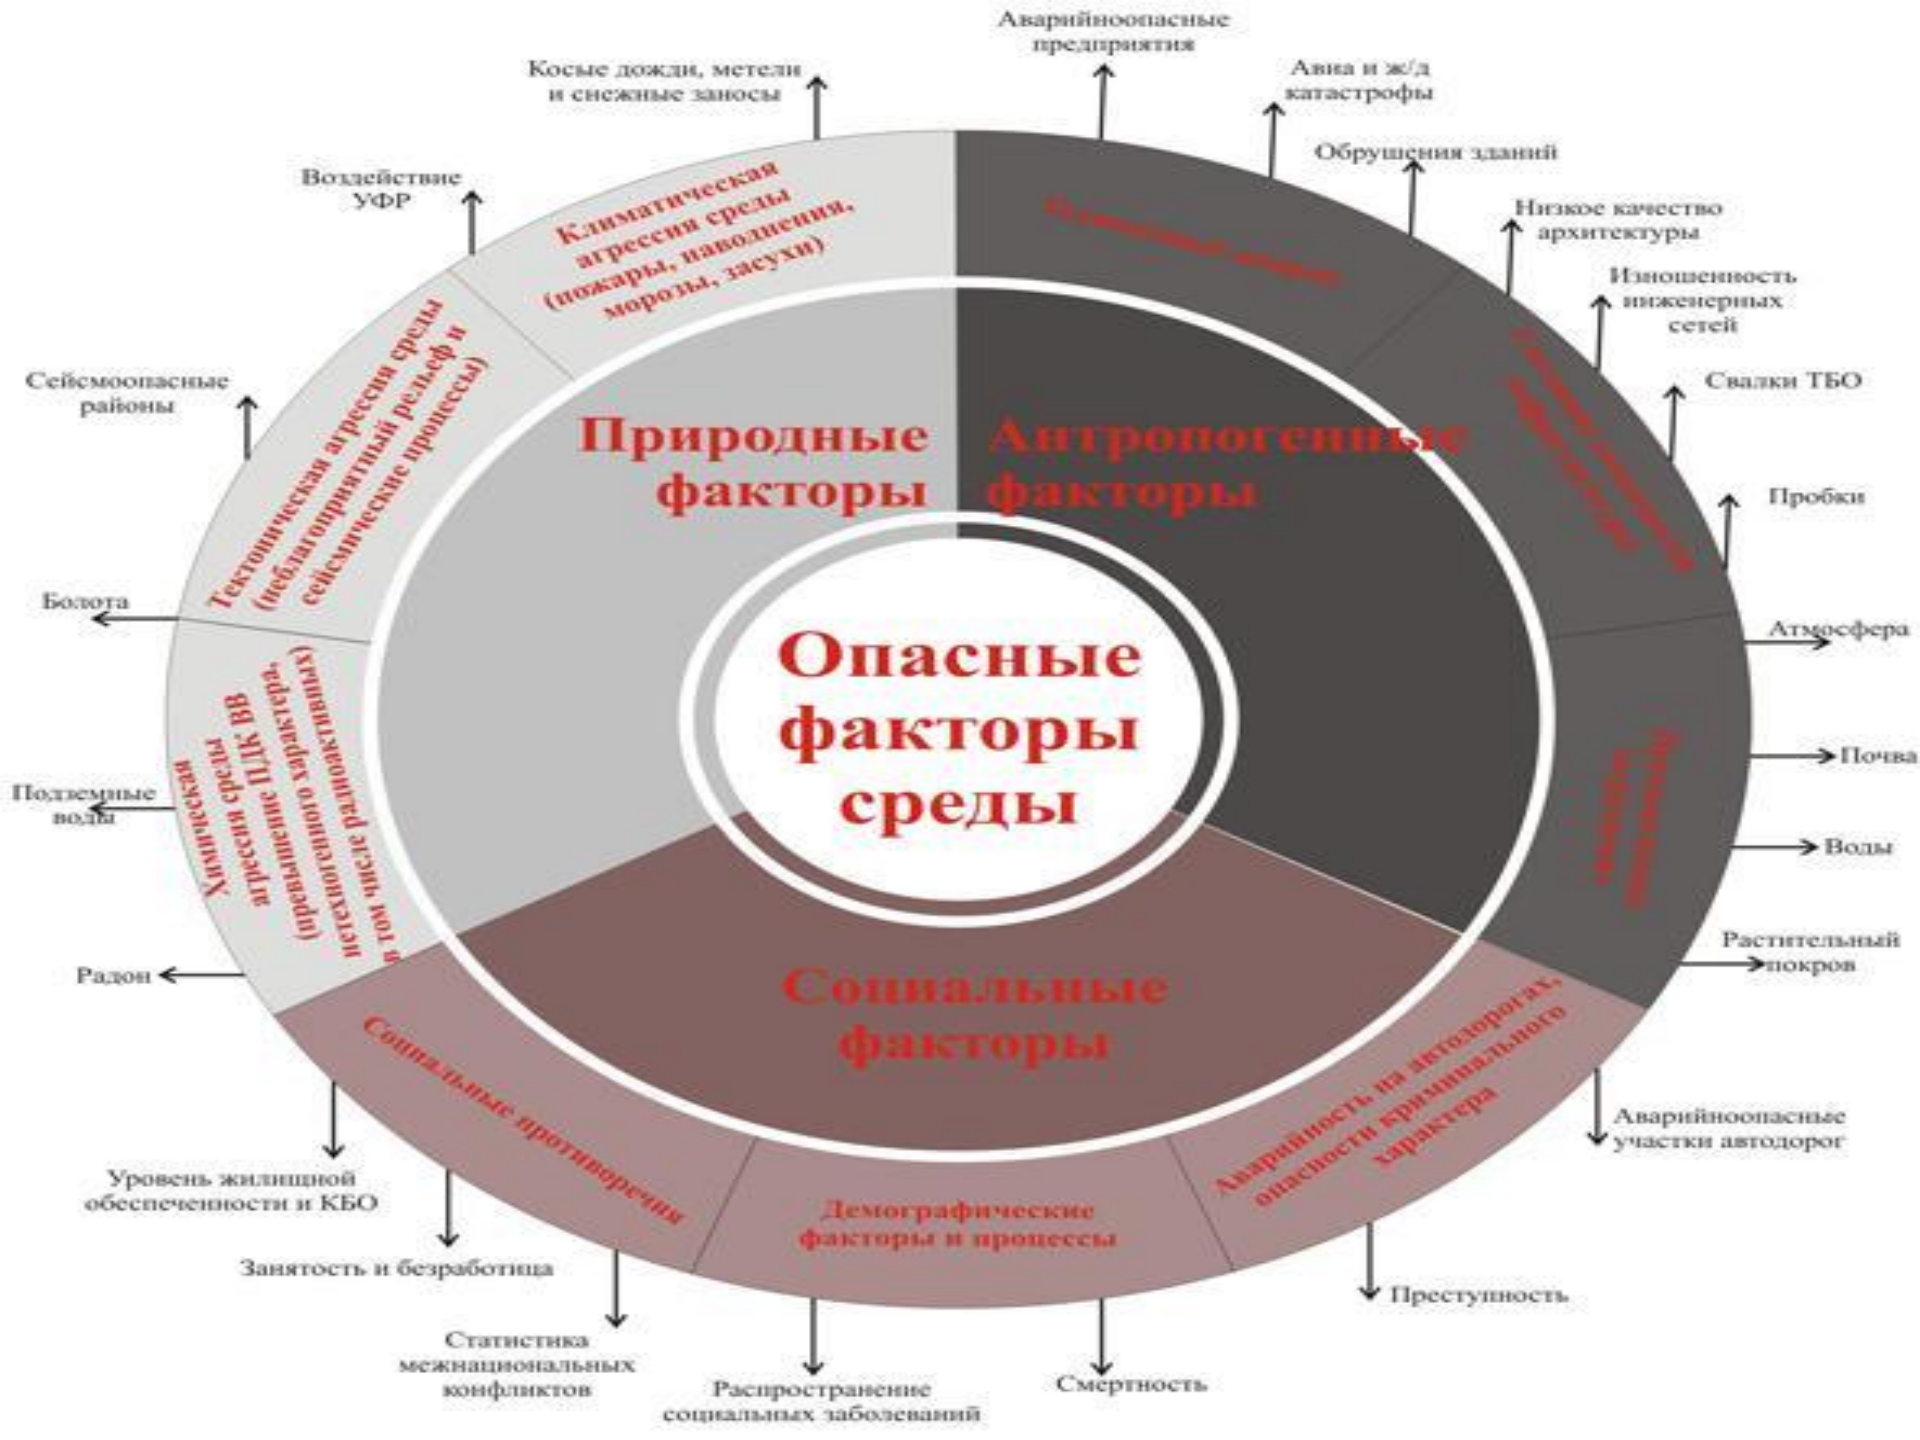 Аварийноопасные
предприятия
Косые дожди, метели
и снежные заносы
Авиа и ж/д
катастрофы
Обрушения зданий
Воздействие
УФР
Низкое качество
архитектуры
Изношенность
инженерных
сетей
Сейсмоопасные
районы
Свалки ТБО
Пробки
Болота
Атмосфера
Почва
Подземные
воды
Воды
Растительный
покров
Радон
Климатическая
агрессия среды
(пожары, наводнения,
морозы, засухи)
Тектоническая агрессия среды
(неблагоприятный рельеф и
сейсмические процессы)
Химическая
агрессия среды
(превышение ПДК ВВ
нетехногенного характера,
в том числе радиоактивных)
Природные
факторы
Антропогенные
факторы
Опасные
факторы
среды
Социальные
факторы
Социальные противоречия
Демографические
факторы и процессы
Аварийность на автодорогах,
опасности криминального
характера
Аварийноопасные
участки автодорог
Уровень жилищной
обеспеченности и КБО
Занятость и безработица
Преступность
Статистика
межнациональных
конфликтов
Распространение
социальных заболеваний
Смертность